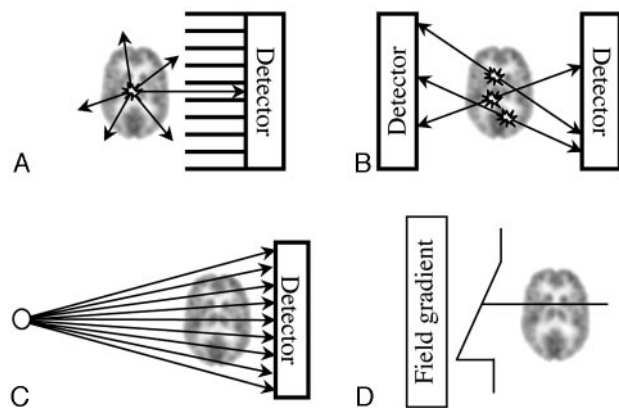 Detector
A
Detector
Detector
B
Detector
C
Field gradient
D